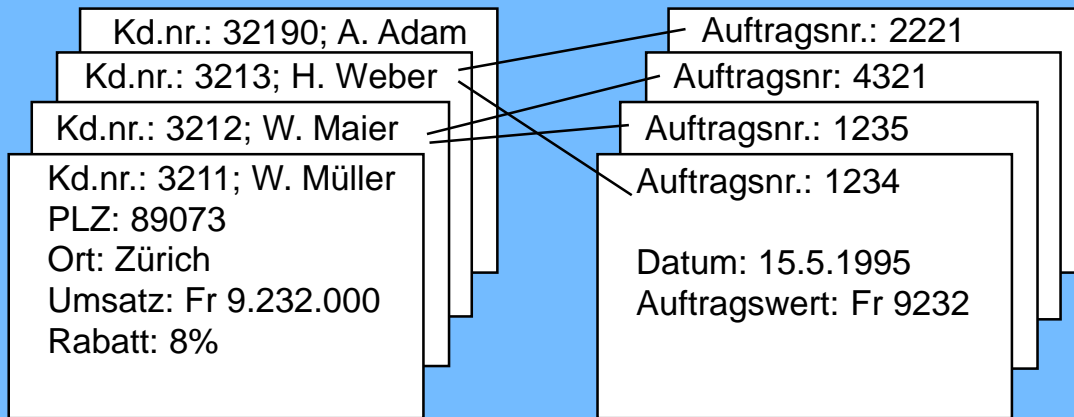 Kd.nr.: 32190; A. Adam
Kd.nr.: 3213; H. Weber
Kd.nr.: 3212; W. Maier
Kd.nr.: 3211; W. Müller
PLZ: 89073
Ort: Zürich
Umsatz: Fr 9.232.000
Rabatt: 8%
Auftragsnr.: 2221
Auftragsnr: 4321
Auftragsnr.: 1235
Auftragsnr.: 1234
Datum: 15.5.1995
Auftragswert: Fr 9232